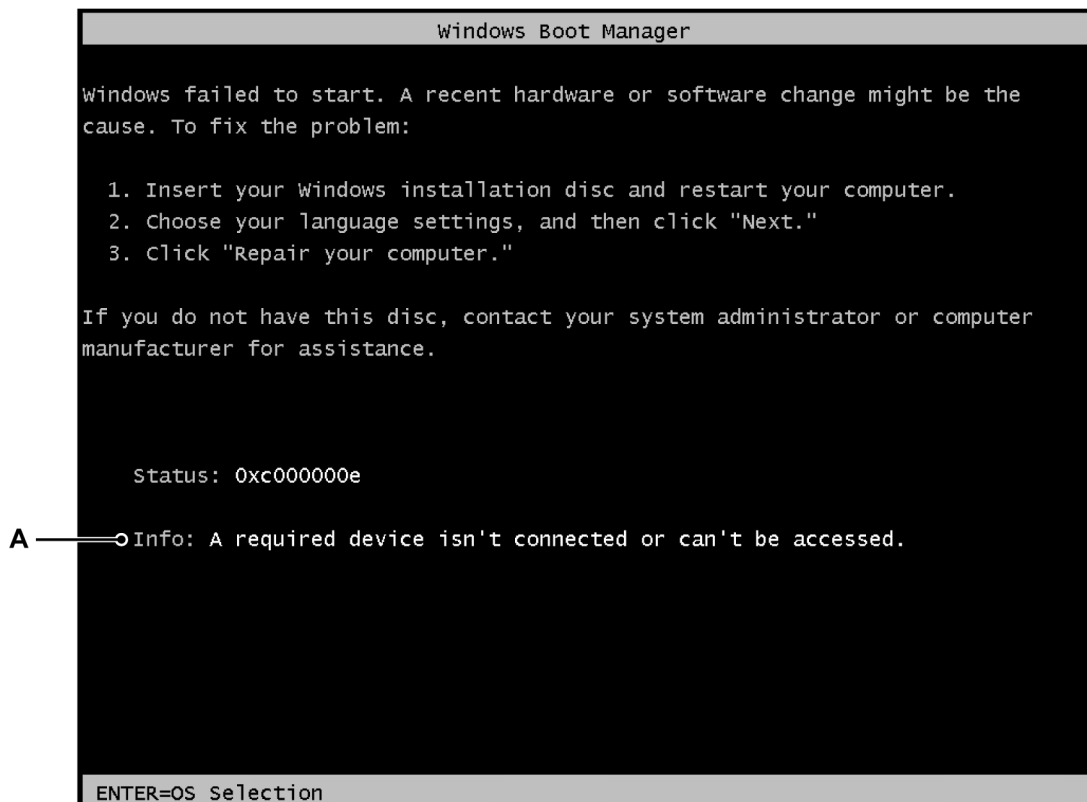 Windows Boot Manager
Windows failed to start. A recent hardware or software change might be the
cause. To fix the problem:
1. Insert your Windows installation disc and restart your computer.
2. Choose your language settings, and then click "Next."
3. Click "Repair your computer."
If you do not have this disc, contact your system administrator or computer
manufacturer for assistance.
Status: 0xc000000e
A Info: A required device isn't connected or can't be accessed.
ENTER=OS Selection